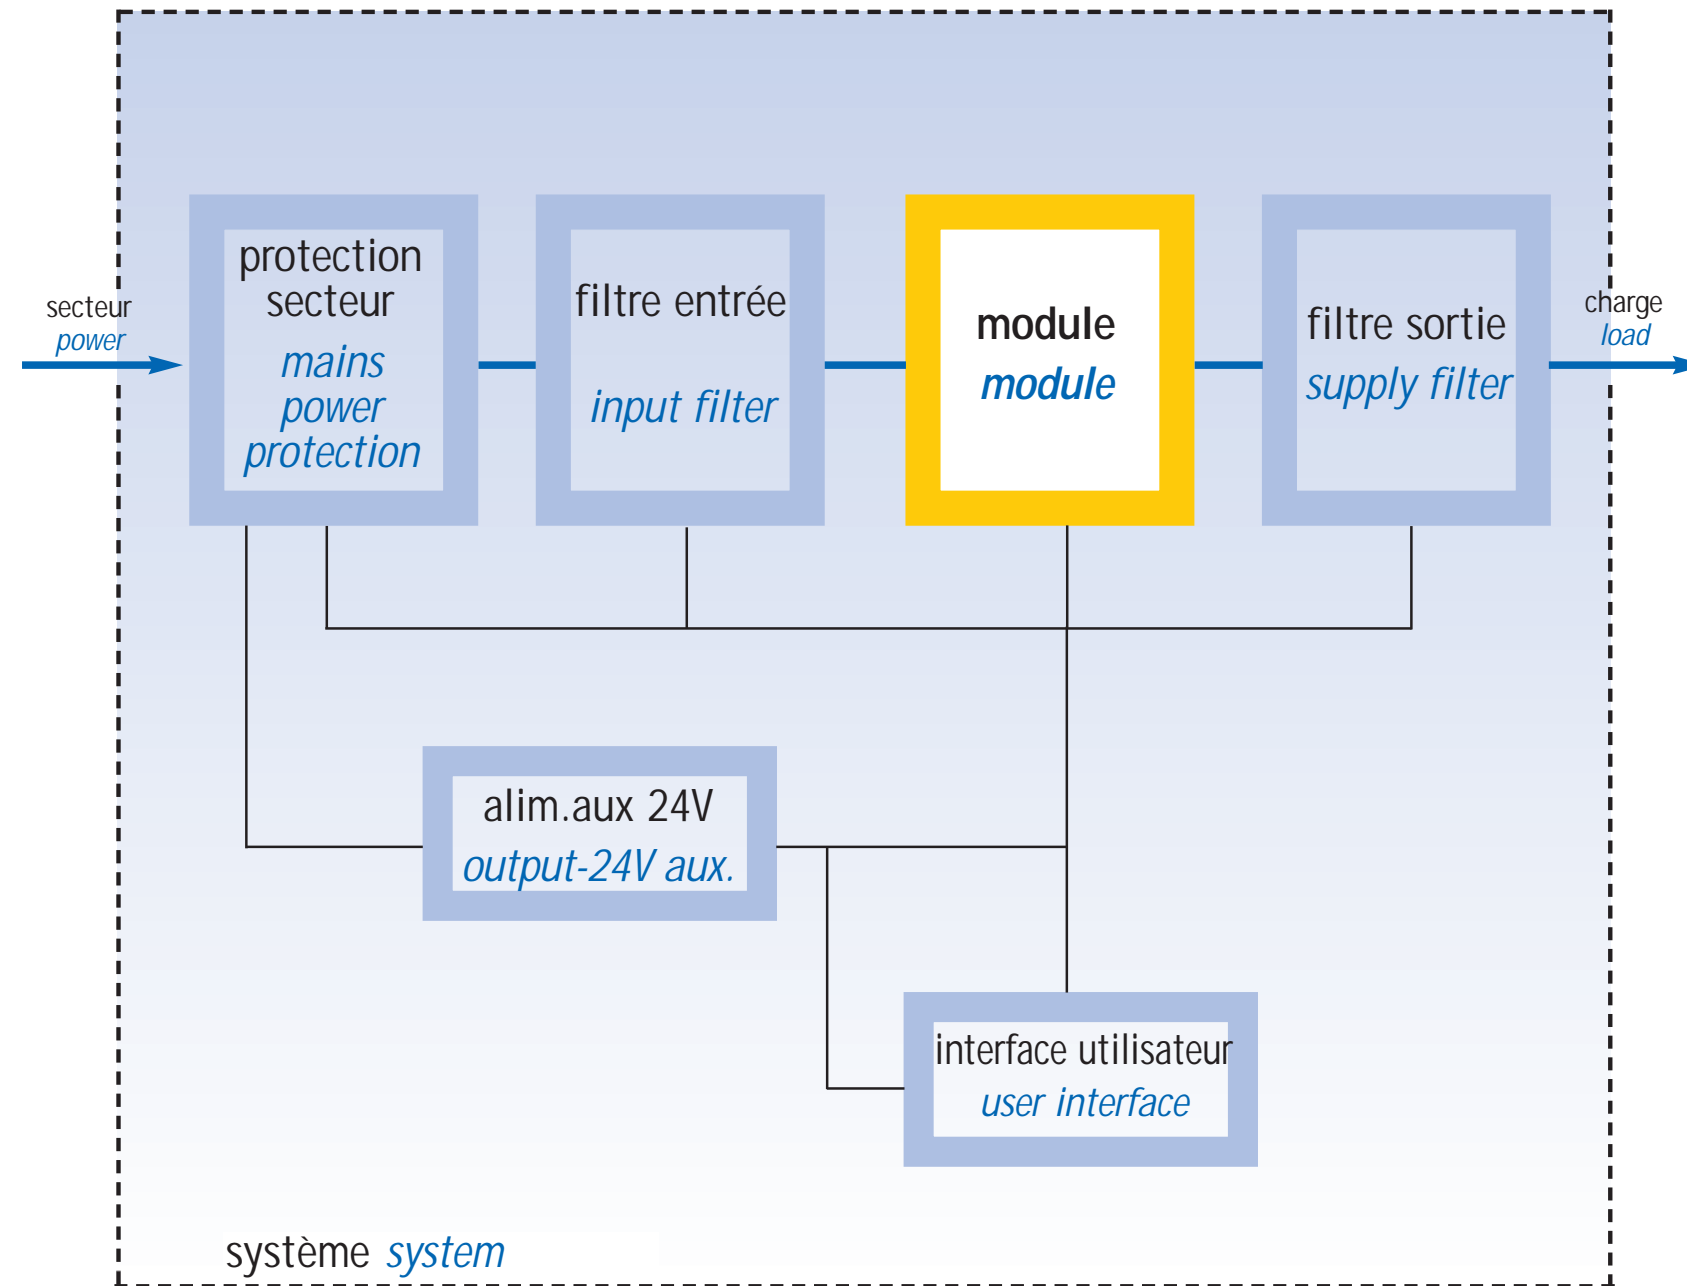 secteur
power
protection
secteur
mains
power
protection
filtre entrée
input filter
module
module
filtre sortie
supply filter
charge
load
alim.aux 24V
output-24V aux.
interface utilisateur
user interface
système system